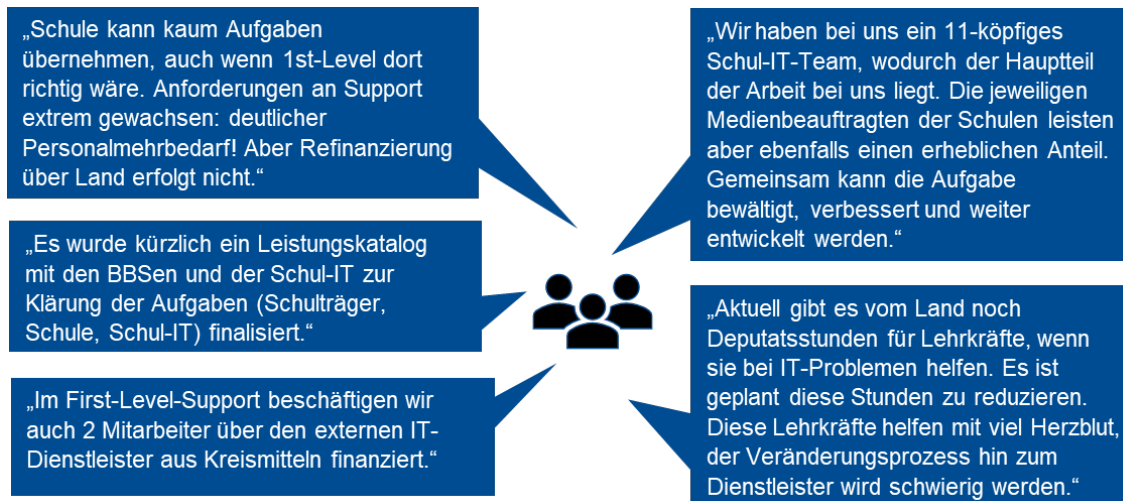 „Schule kann kaum Aufgaben
übernehmen, auch wenn 1st-Level dort
richtig wäre. Anforderungen an Support
extrem gewachsen: deutlicher
Personalmehrbedarf! Aber Refinanzierung
über Land erfolgt nicht.“
„Es wurde kürzlich ein Leistungskatalog
mit den BBSen und der Schul-IT zur
Klärung der Aufgaben (Schulträger,
Schule, Schul-IT) finalisiert.“
„Im First-Level-Support beschäftigen wir
auch 2 Mitarbeiter über den externen IT-
Dienstleister aus Kreismitteln finanziert.“
„Wir haben bei uns ein 11-köpfiges
Schul-IT-Team, wodurch der Hauptteil
der Arbeit bei uns liegt. Die jeweiligen
Medienbeauftragten der Schulen leisten
aber ebenfalls einen erheblichen Anteil.
Gemeinsam kann die Aufgabe
bewältigt, verbessert und weiter
entwickelt werden.“
„Aktuell gibt es vom Land noch
Deputatsstunden für Lehrkräfte, wenn
sie bei IT-Problemen helfen. Es ist
geplant diese Stunden zu reduzieren.
Diese Lehrkräfte helfen mit viel Herzblut,
der Veränderungsprozess hin zum
Dienstleister wird schwierig werden.“